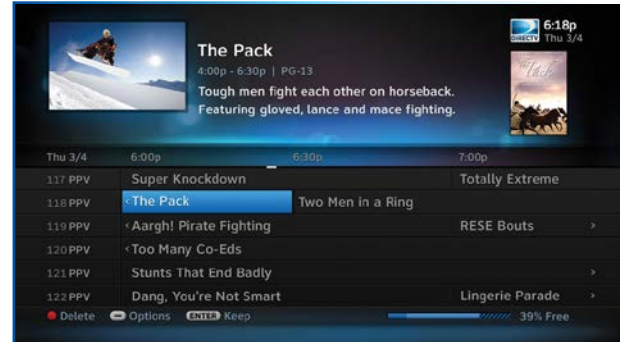 The Pack
4:00p - 6:30p | PG-13
Tough men fight each other on horseback.
Featuring gloved, lance and mace fighting.
DIRECTV
6:18p
Thu 3/4
Pack
Thu 3/4 6:00p 6:30p 7:00p
117 PPV Super Knockdown Totally Extreme
118 PPV ‹The Pack Two Men in a Ring
119 PPV ‹Aargh! Pirate Fighting RESE Bouts ›
120 PPV ‹Too Many Co-Eds
121 PPV Stunts That End Badly ›
122 PPV Dang, You're Not Smart Lingerie Parade ›
Delete Options ENTER Keep 39% Free